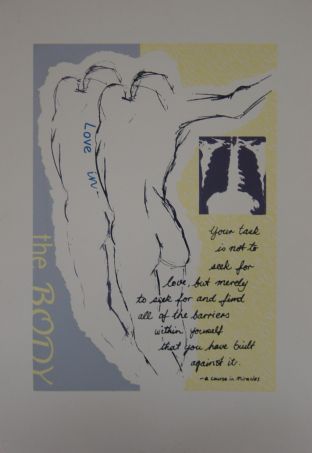 Love in
the BODY
Your task
is not to
seek for
love, but merely
to seek for and find
all of the barriers
within yourself
that you have built
against it.
—A Course in Miracles